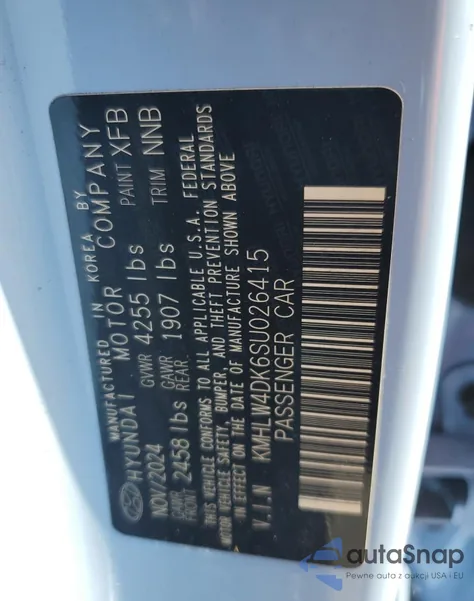 MANUFACTURED IN KOREA BY
HYUNDAI MOTOR COMPANY
NOV/2024 GVWR 4255 lbs PAINT XFB
GAWR FRONT 2458 lbs GAWR REAR 1907 lbs TRIM NNB
THIS VEHICLE CONFORMS TO ALL APPLICABLE U.S.A. FEDERAL
MOTOR VEHICLE SAFETY, BUMPER, AND THEFT PREVENTION STANDARDS
IN EFFECT ON THE DATE OF MANUFACTURE SHOWN ABOVE
V.I.N KMHLW4DK6SU026415
PASSENGER CAR
autaSnap
Pewne auta z aukcji USA i EU